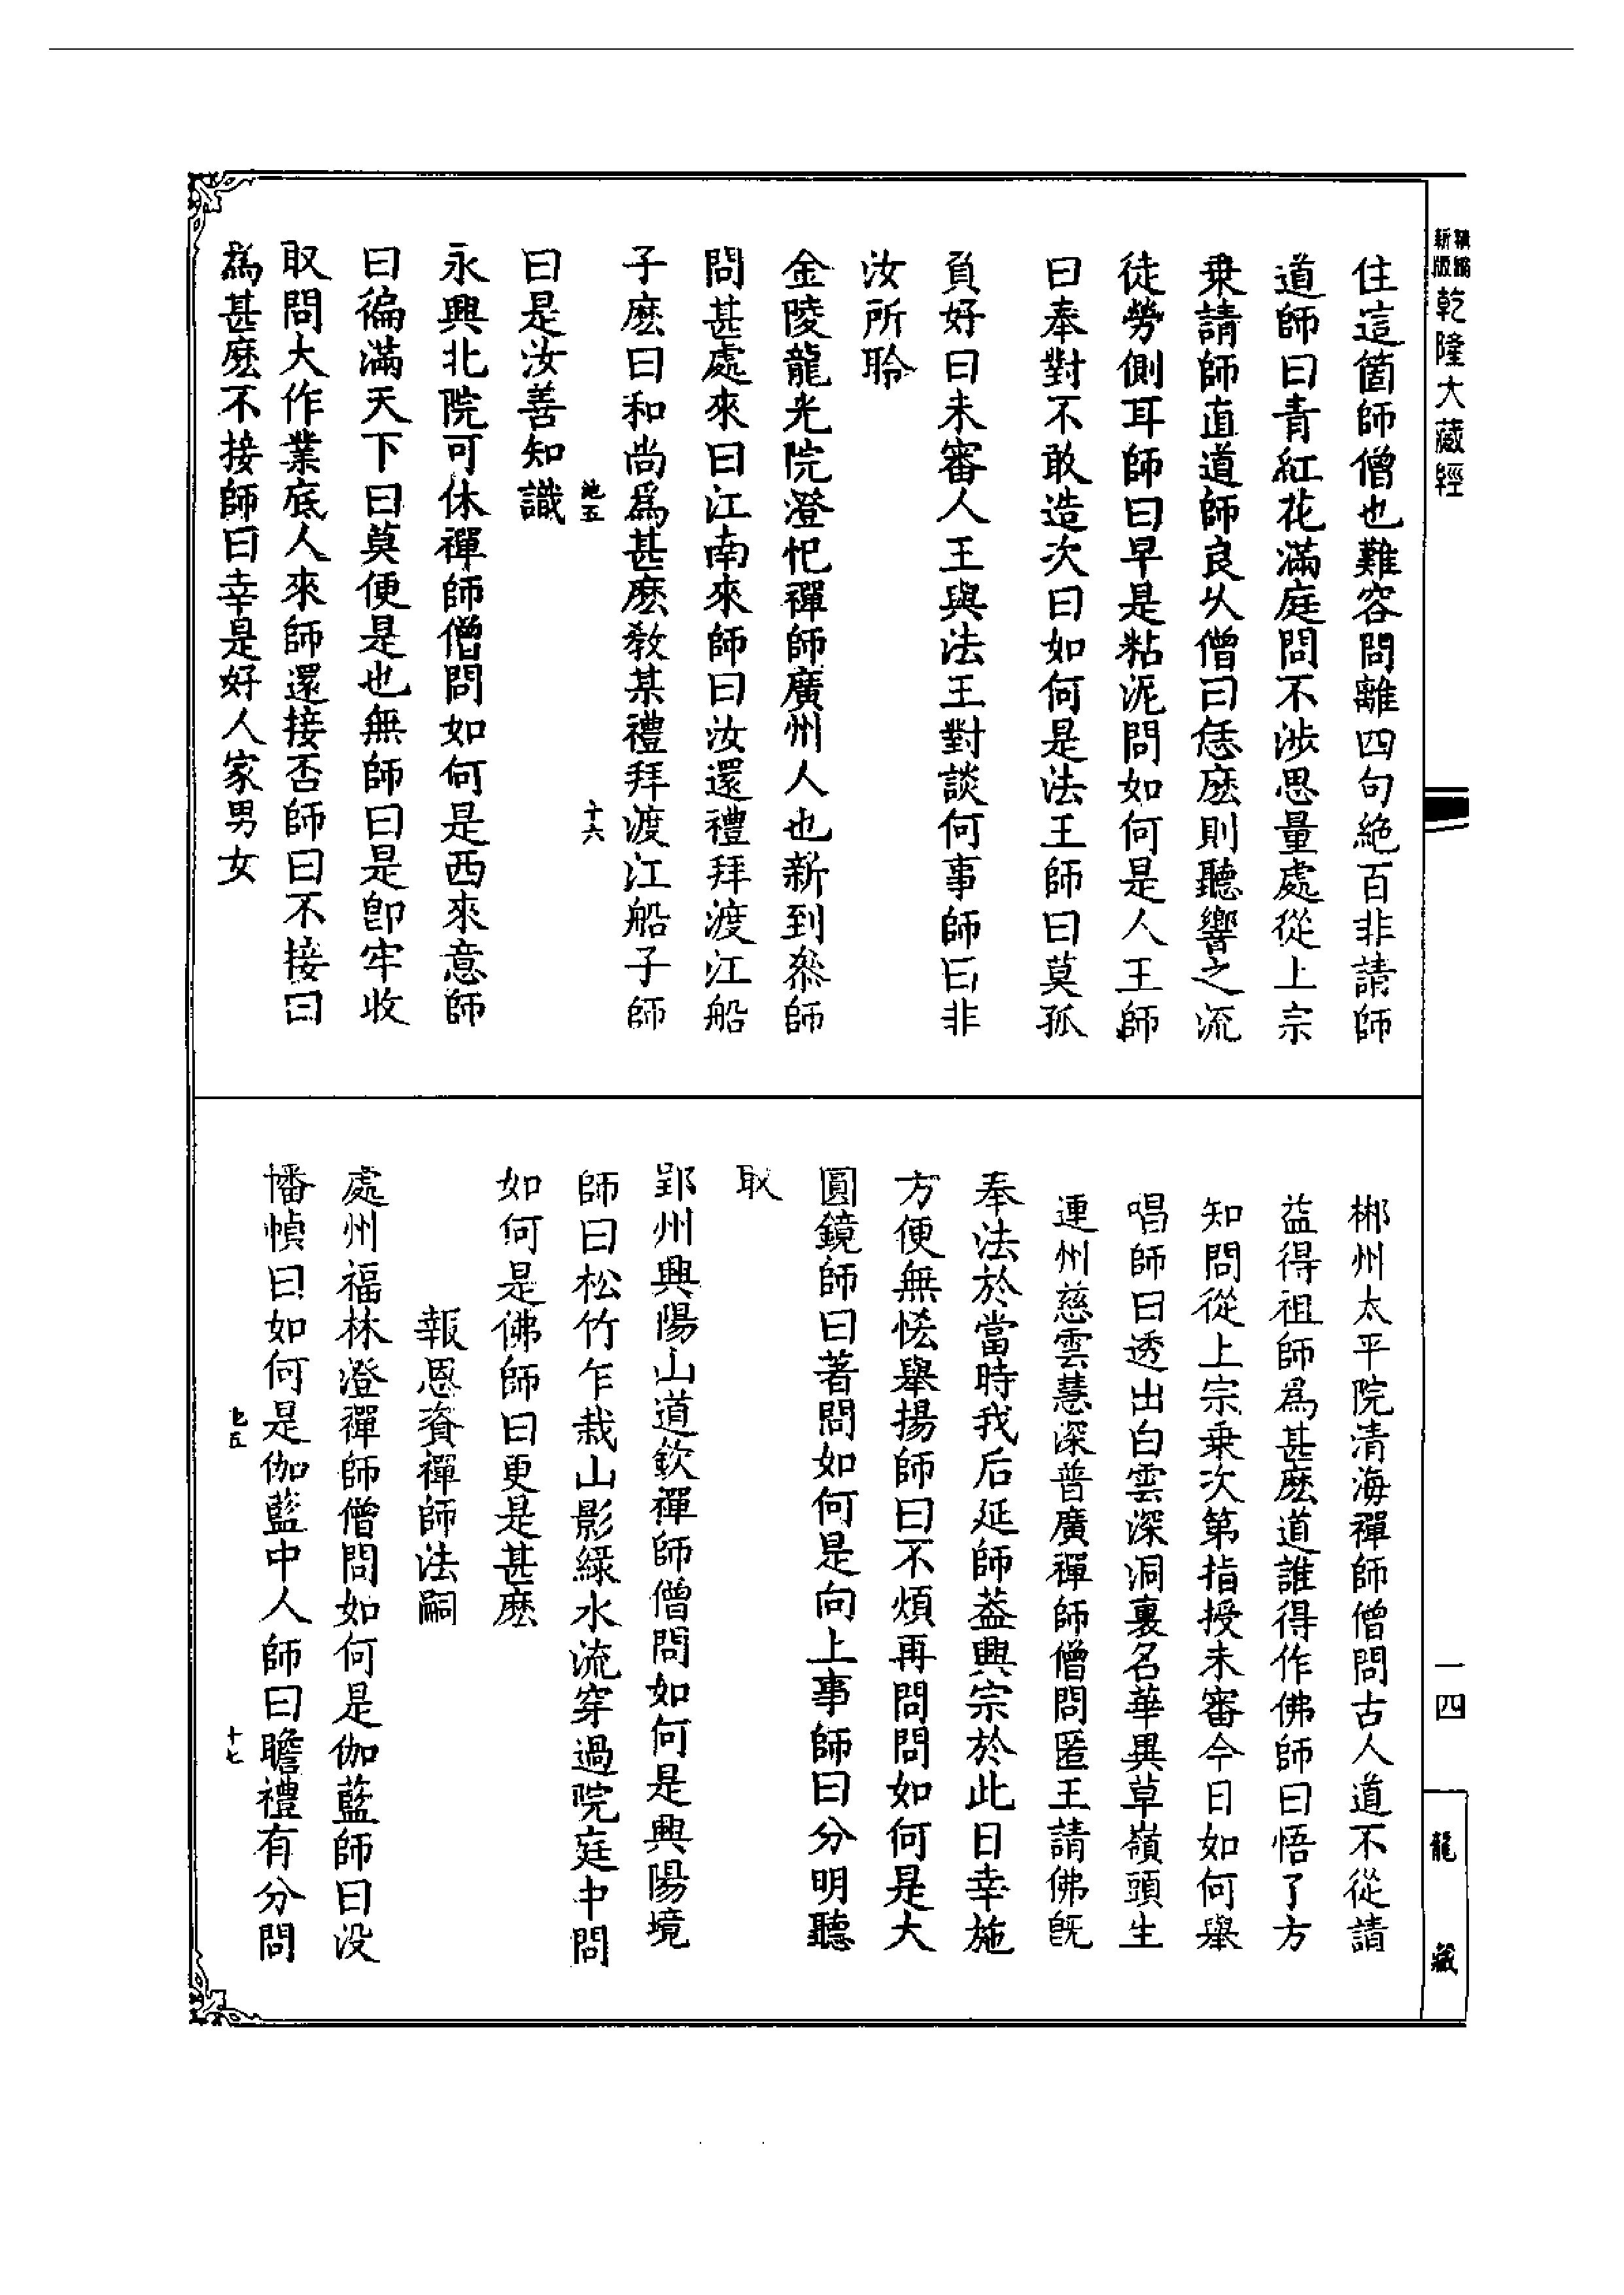 精縮
新版
乾隆大藏經
住這箇師僧也難容問離四句絶百非請師
道師曰青紅花滿庭問不涉思量處從上宗
乗請師直道師良乆僧曰恁麽則聽響之流
徒勞側耳師曰早是粘泥問如何是人王師
曰奉對不敢造次曰如何是法王師曰莫孤
負好曰未審人王與法王對談何事師曰非
汝所聆
金陵龍光院澄忋禪師廣州人也新到叅師
問甚處來曰江南來師曰汝還禮拜渡江船
子麽曰和尚爲甚麽教某禮拜渡江船子師
地五
十六
曰是汝善知識
永興北院可休禪師僧問如何是西來意師
曰徧滿天下曰莫便是也無師曰是卽牢收
取問大作業底人來師還接否師曰不接曰
爲甚麽不接師曰幸是好人家男女
郴州太平院清海禪師僧問古人道不從請
益得祖師爲甚麽道誰得作佛師曰悟了方
知問從上宗乗次第指授未審今日如何舉
唱師曰透出白雲深洞裏名華異草嶺頭生
連州慈雲慧深普廣禪師僧問匿王請佛旣
奉法於當時我后延師葢興宗於此日幸施
方便無恡舉揚師曰不煩再問問如何是大
圓鏡師曰著問如何是向上事師曰分明聽
取
郢州興陽山道欽禪師僧問如何是興陽境
師曰松竹乍栽山影綠水流穿過院庭中問
如何是佛師曰更是甚麽
報恩資禪師法嗣
處州福林澄禪師僧問如何是伽藍師曰没
幡幀曰如何是伽藍中人師曰瞻禮有分問
十七
一四
龍藏